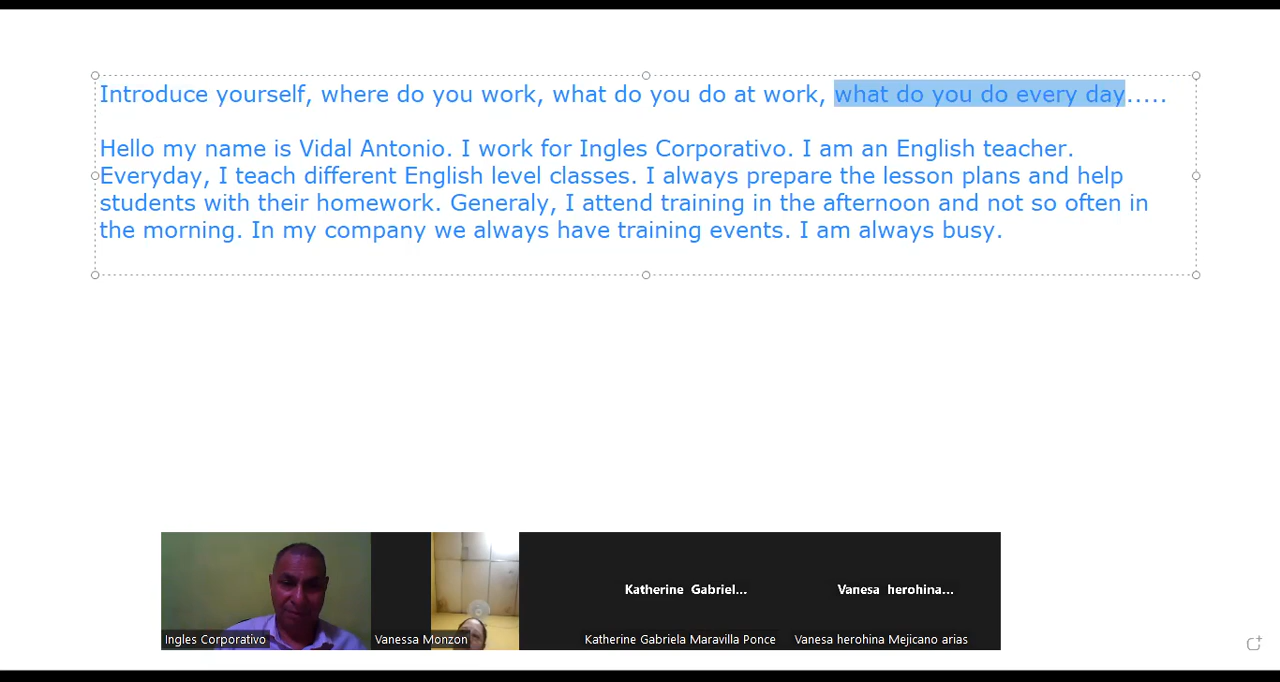 Introduce yourself, where do you work, what do you do at work, what do you do every day.....
Hello my name is Vidal Antonio. I work for Ingles Corporativo. I am an English teacher.
Everyday, I teach different English level classes. I always prepare the lesson plans and help
students with their homework. Generaly, I attend training in the afternoon and not so often in
the morning. In my company we always have training events. I am always busy.
Katherine Gabriel...
Vanesa herohina...
Ingles Corporativo
Vanessa Monzon
Katherine Gabriela Maravilla Ponce
Vanesa herohina Mejicano arias